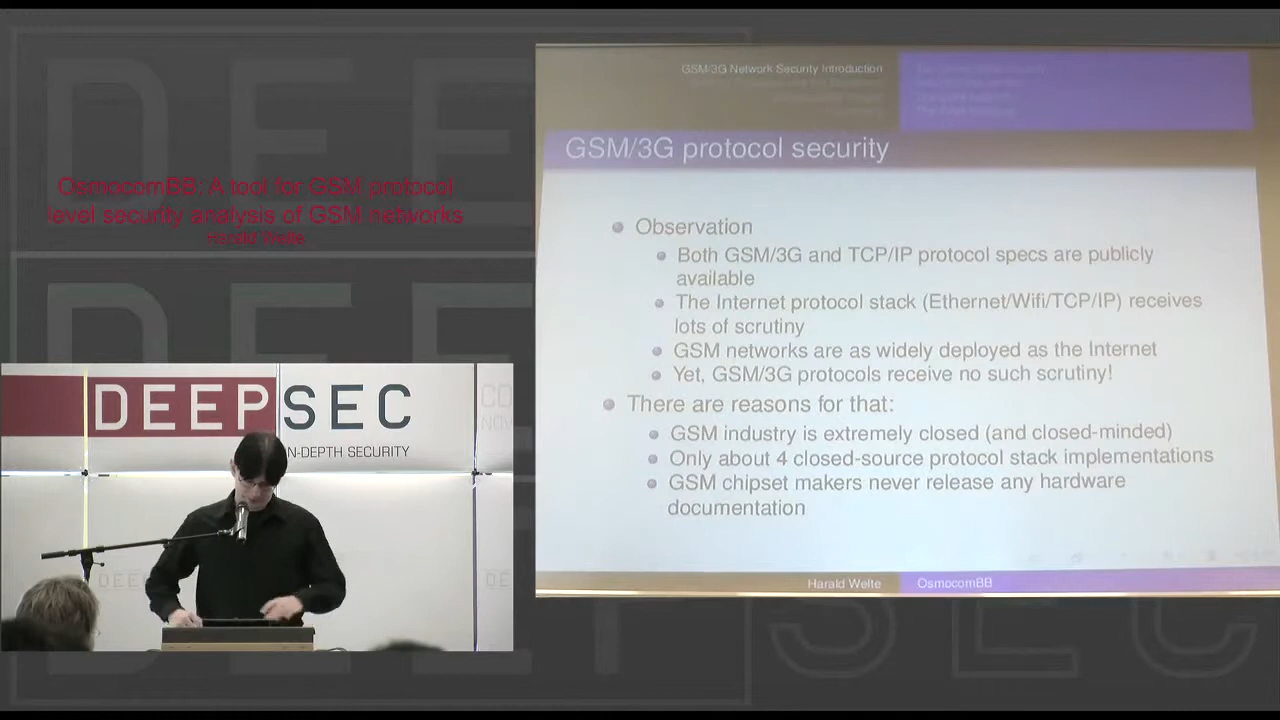 OsmocomBB: A tool for GSM protocol
level security analysis of GSM networks
Harald Welte
DEEPSEC
N-DEPTH SECURITY
GSM/3G Network Security Introduction
GSM/3G protocol security
Observation
Both GSM/3G and TCP/IP protocol specs are publicly
available
The Internet protocol stack (Ethernet/Wifi/TCP/IP) receives
lots of scrutiny
GSM networks are as widely deployed as the Internet
Yet, GSM/3G protocols receive no such scrutiny!
There are reasons for that:
GSM industry is extremely closed (and closed-minded)
Only about 4 closed-source protocol stack implementations
GSM chipset makers never release any hardware
documentation
Harald Welte OsmocomBB